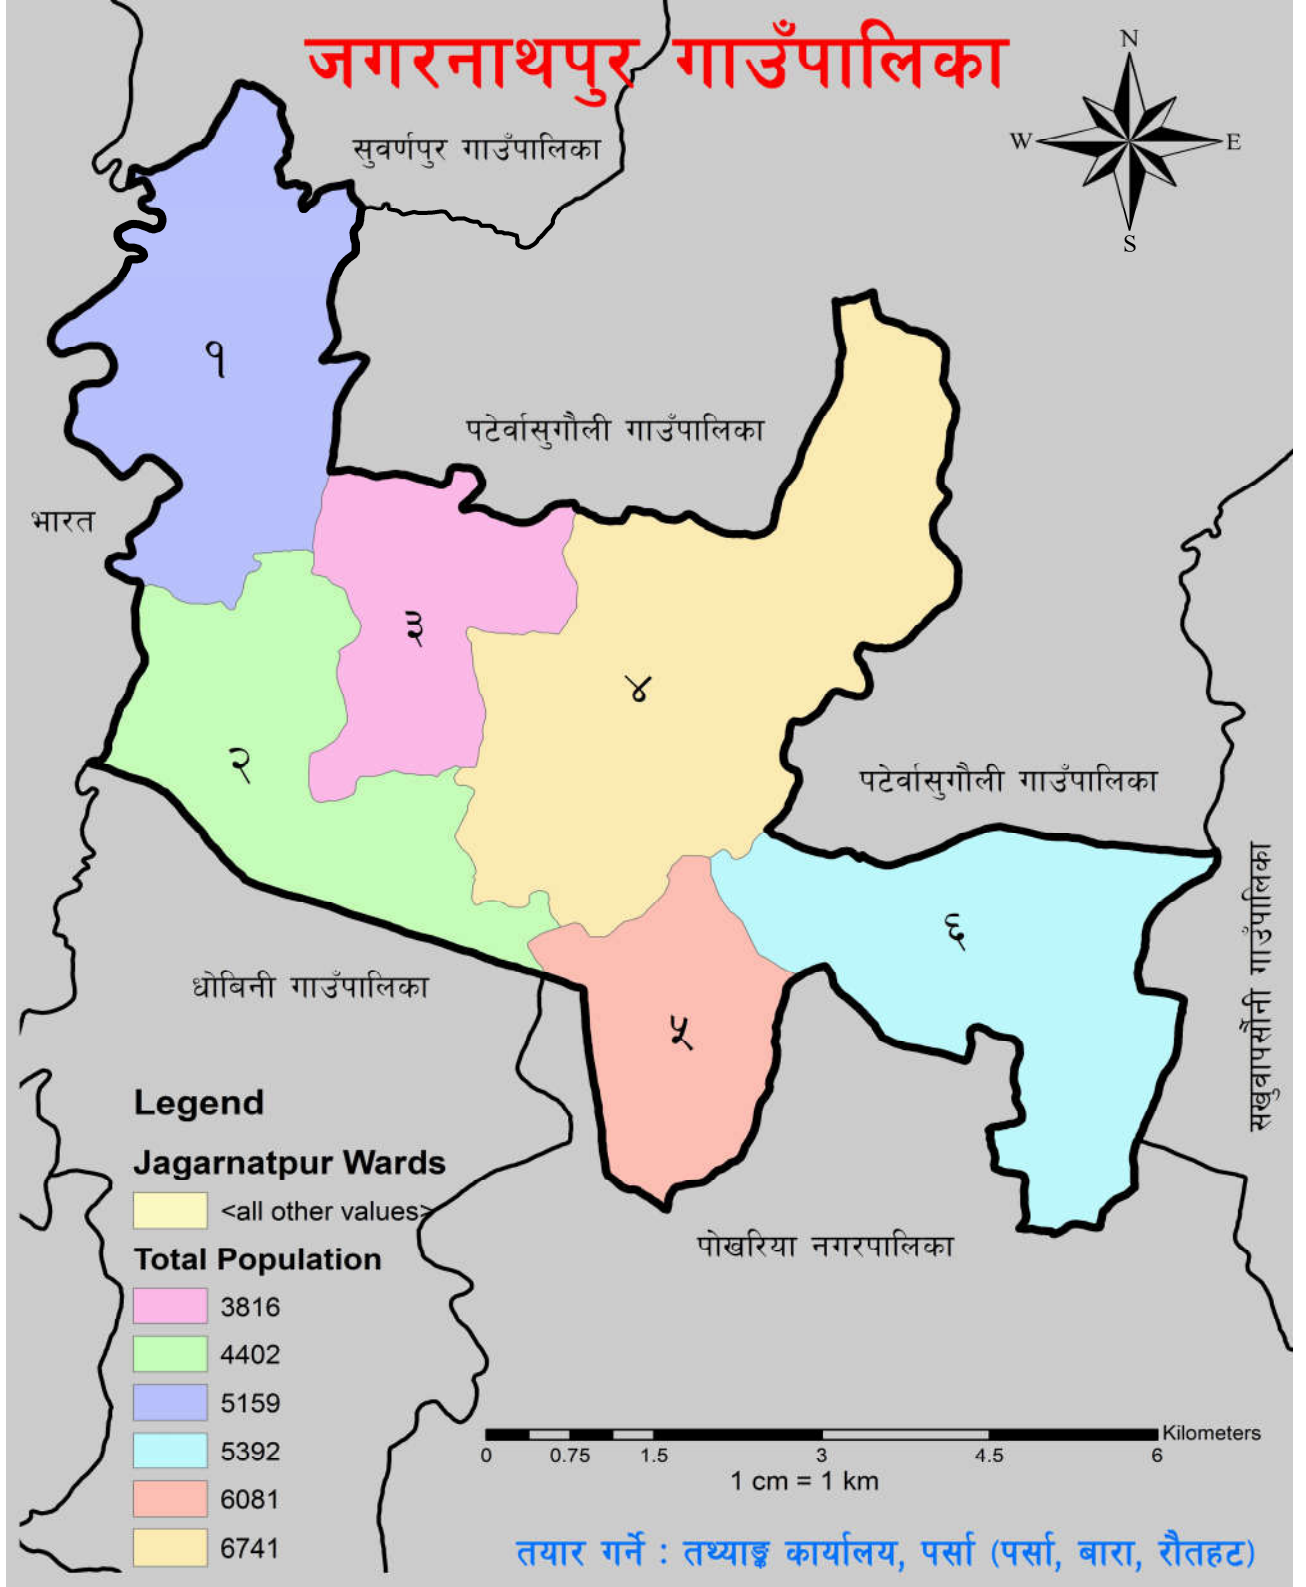 जगरनाथपुर गाउँपालिका
N
W
E
S
सुवर्णपुर गाउँपालिका
१
पटेर्वासुगौली गाउँपालिका
भारत
३
४
२
पटेर्वासुगौली गाउँपालिका
सखुवापर्सौनी गाउँपालिका
६
धोबिनी गाउँपालिका
५
पोखरिया नगरपालिका
Legend
Jagarnatpur Wards
<all other values>
Total Population
3816
4402
5159
5392
6081
6741
Kilometers
0 0.75 1.5 3 4.5 6
1 cm = 1 km
तयार गर्ने : तथ्याङ्क कार्यालय, पर्सा (पर्सा, बारा, रौतहट)